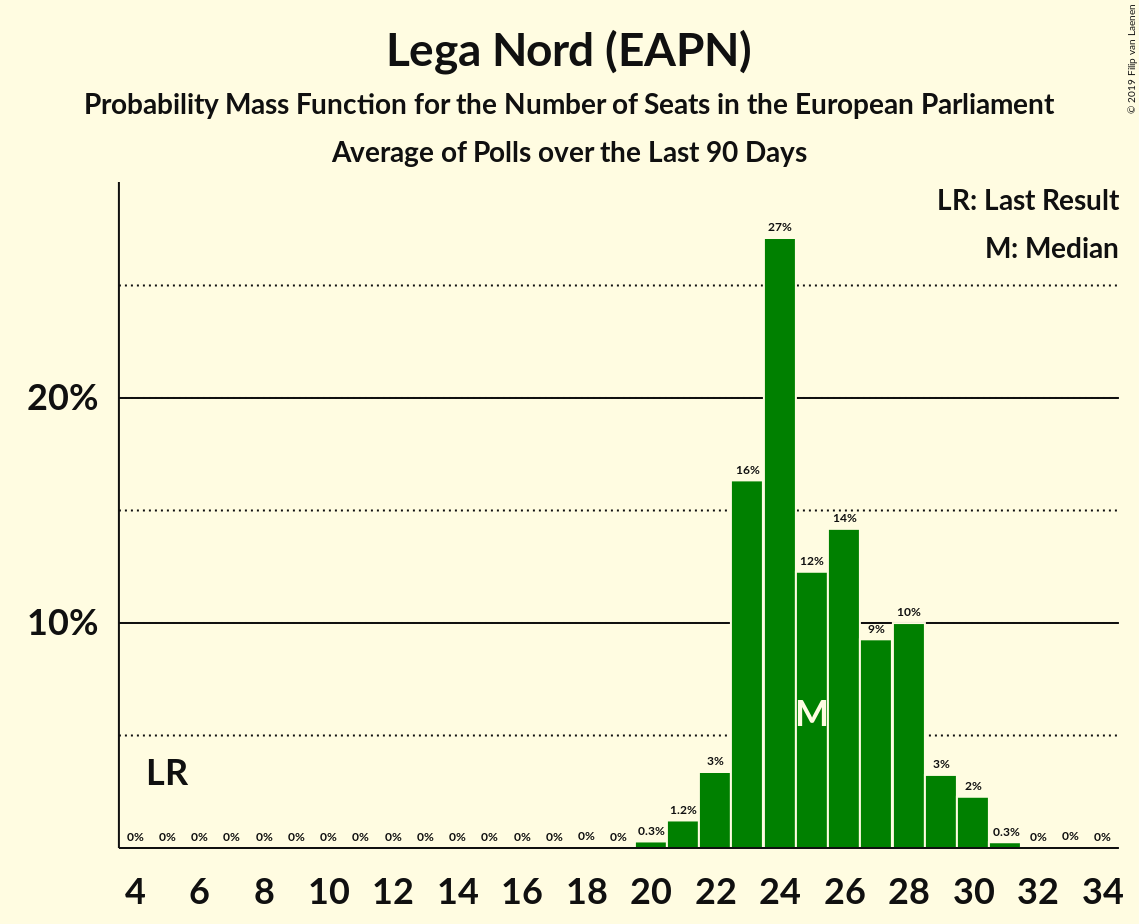 Lega Nord (EAPN)
Probability Mass Function for the Number of Seats in the European Parliament
Average of Polls over the Last 90 Days
© 2019 Filip van Laenen
LR: Last Result
M: Median
27%
20%
16%
14%
12%
10%
10%
9%
M
LR
3%
3%
2%
0% 0% 0% 0% 0% 0% 0% 0% 0% 0% 0% 0% 0% 0% 0% 0% 0.3% 1.2% 0.3% 0% 0% 0%
4 6 8 10 12 14 16 18 20 22 24 26 28 30 32 34